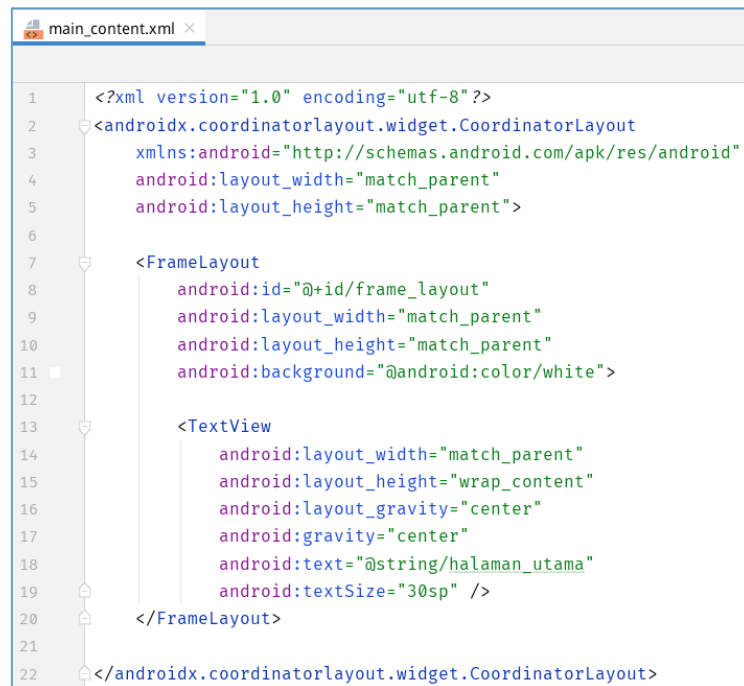 main_content.xml
1 <?xml version="1.0" encoding="utf-8"?>
2 <androidx.coordinatorlayout.widget.CoordinatorLayout
3 xmlns:android="http://schemas.android.com/apk/res/android"
4 android:layout_width="match_parent"
5 android:layout_height="match_parent">
6
7 <FrameLayout
8 android:id="@+id/frame_layout"
9 android:layout_width="match_parent"
10 android:layout_height="match_parent"
11 android:background="@android:color/white">
12
13 <TextView
14 android:layout_width="match_parent"
15 android:layout_height="wrap_content"
16 android:layout_gravity="center"
17 android:gravity="center"
18 android:text="@string/halaman_utama"
19 android:textSize="30sp" />
20 </FrameLayout>
21
22 </androidx.coordinatorlayout.widget.CoordinatorLayout>